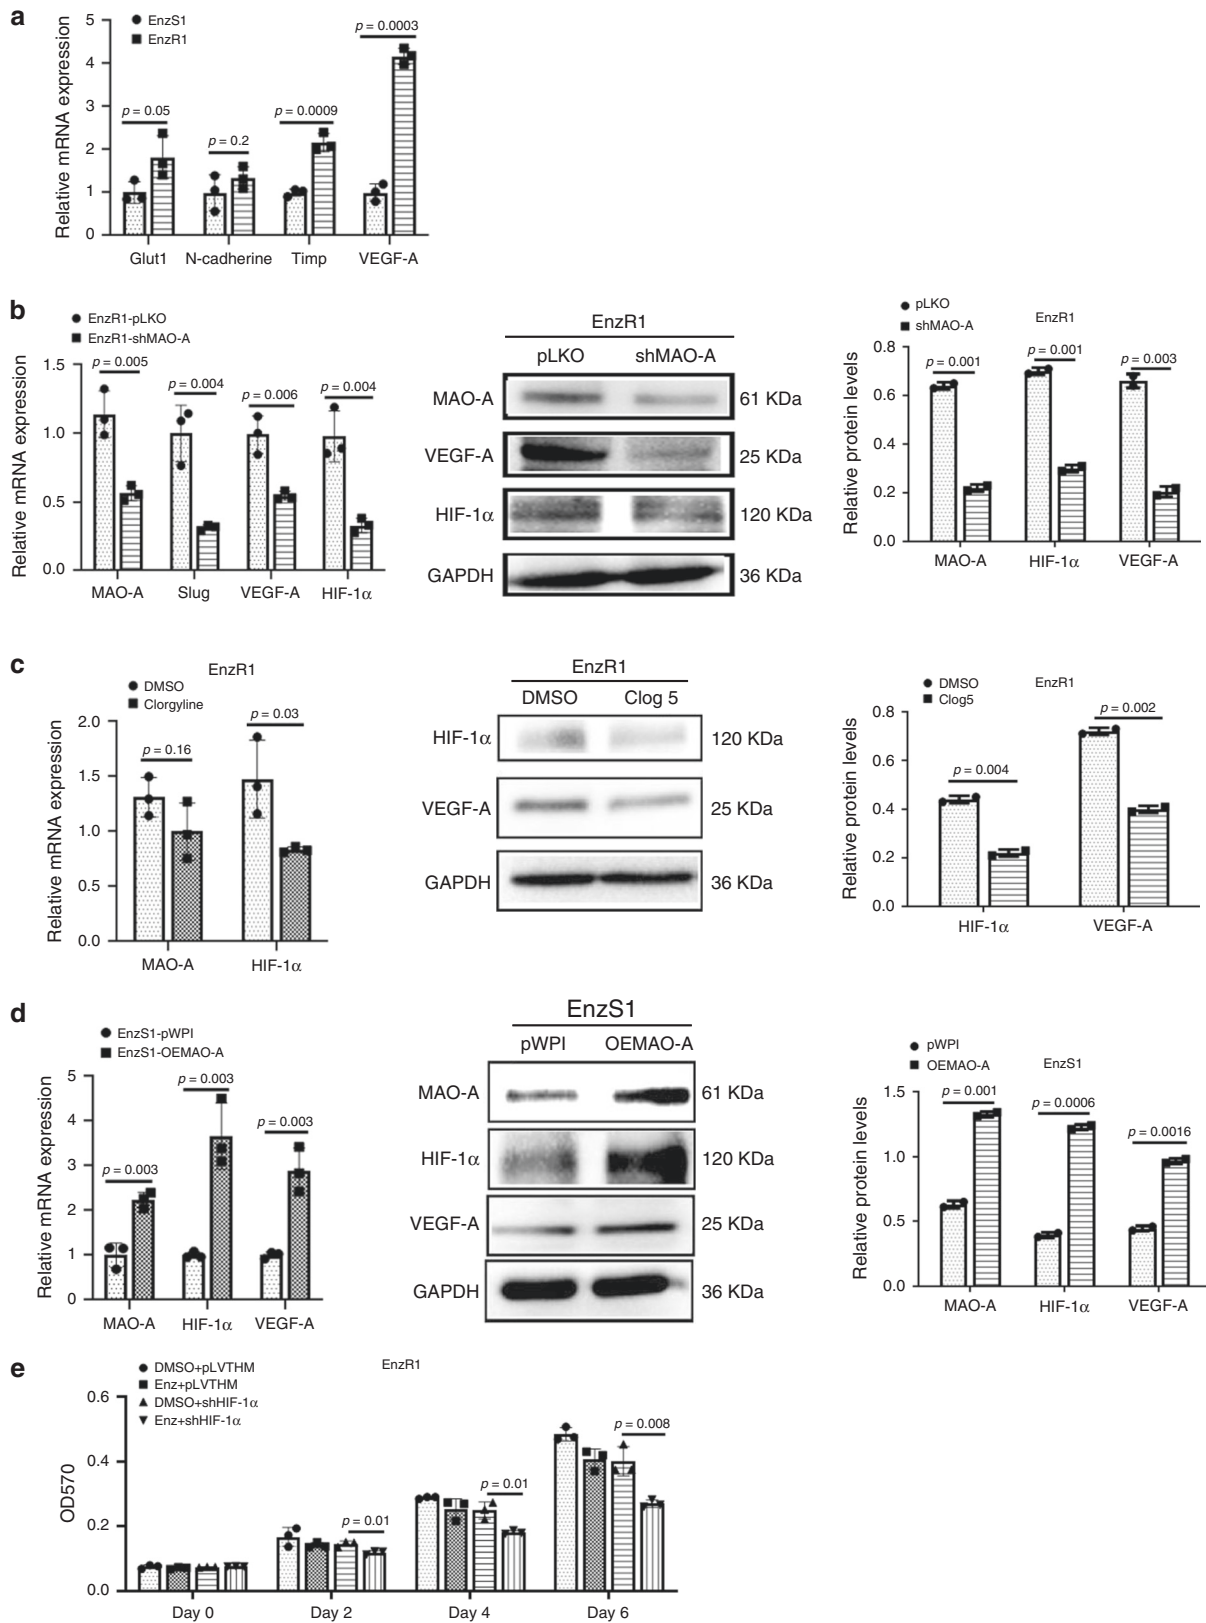 a
EnzS1
EnzR1
Relative mRNA expression
5
4
3
2
1
0
p = 0.05
p = 0.2
p = 0.0009
p = 0.0003
Glut1 N-cadherine Timp VEGF-A
b
EnzR1-pLKO
EnzR1-shMAO-A
Relative mRNA expression
1.5
1.0
0.5
0.0
p = 0.005
p = 0.004
p = 0.006
p = 0.004
MAO-A Slug VEGF-A HIF-1α
EnzR1
pLKO shMAO-A
MAO-A 61 KDa
VEGF-A 25 KDa
HIF-1α 120 KDa
GAPDH 36 KDa
pLKO
shMAO-A
EnzR1
Relative protein levels
0.8
0.6
0.4
0.2
0.0
p = 0.001
p = 0.001
p = 0.003
MAO-A HIF-1α VEGF-A
c
EnzR1
DMSO
Clorgyline
Relative mRNA expression
2.0
1.5
1.0
0.5
0.0
p = 0.16
p = 0.03
MAO-A HIF-1α
EnzR1
DMSO Clog 5
HIF-1α 120 KDa
VEGF-A 25 KDa
GAPDH 36 KDa
DMSO
Clog5
EnzR1
Relative protein levels
0.8
0.6
0.4
0.2
0.0
p = 0.004
p = 0.002
HIF-1α VEGF-A
d
EnzS1-pWPI
EnzS1-OEMAO-A
Relative mRNA expression
5
4
3
2
1
0
p = 0.003
p = 0.003
p = 0.003
MAO-A HIF-1α VEGF-A
EnzS1
pWPI OEMAO-A
MAO-A 61 KDa
HIF-1α 120 KDa
VEGF-A 25 KDa
GAPDH 36 KDa
pWPI
OEMAO-A
EnzS1
Relative protein levels
1.5
1.0
0.5
0.0
p = 0.001
p = 0.0006
p = 0.0016
MAO-A HIF-1α VEGF-A
e
DMSO+pLVTHM
Enz+pLVTHM
DMSO+shHIF-1α
Enz+shHIF-1α
EnzR1
OD570
0.6
0.4
0.2
0.0
p = 0.01
p = 0.01
p = 0.008
Day 0 Day 2 Day 4 Day 6